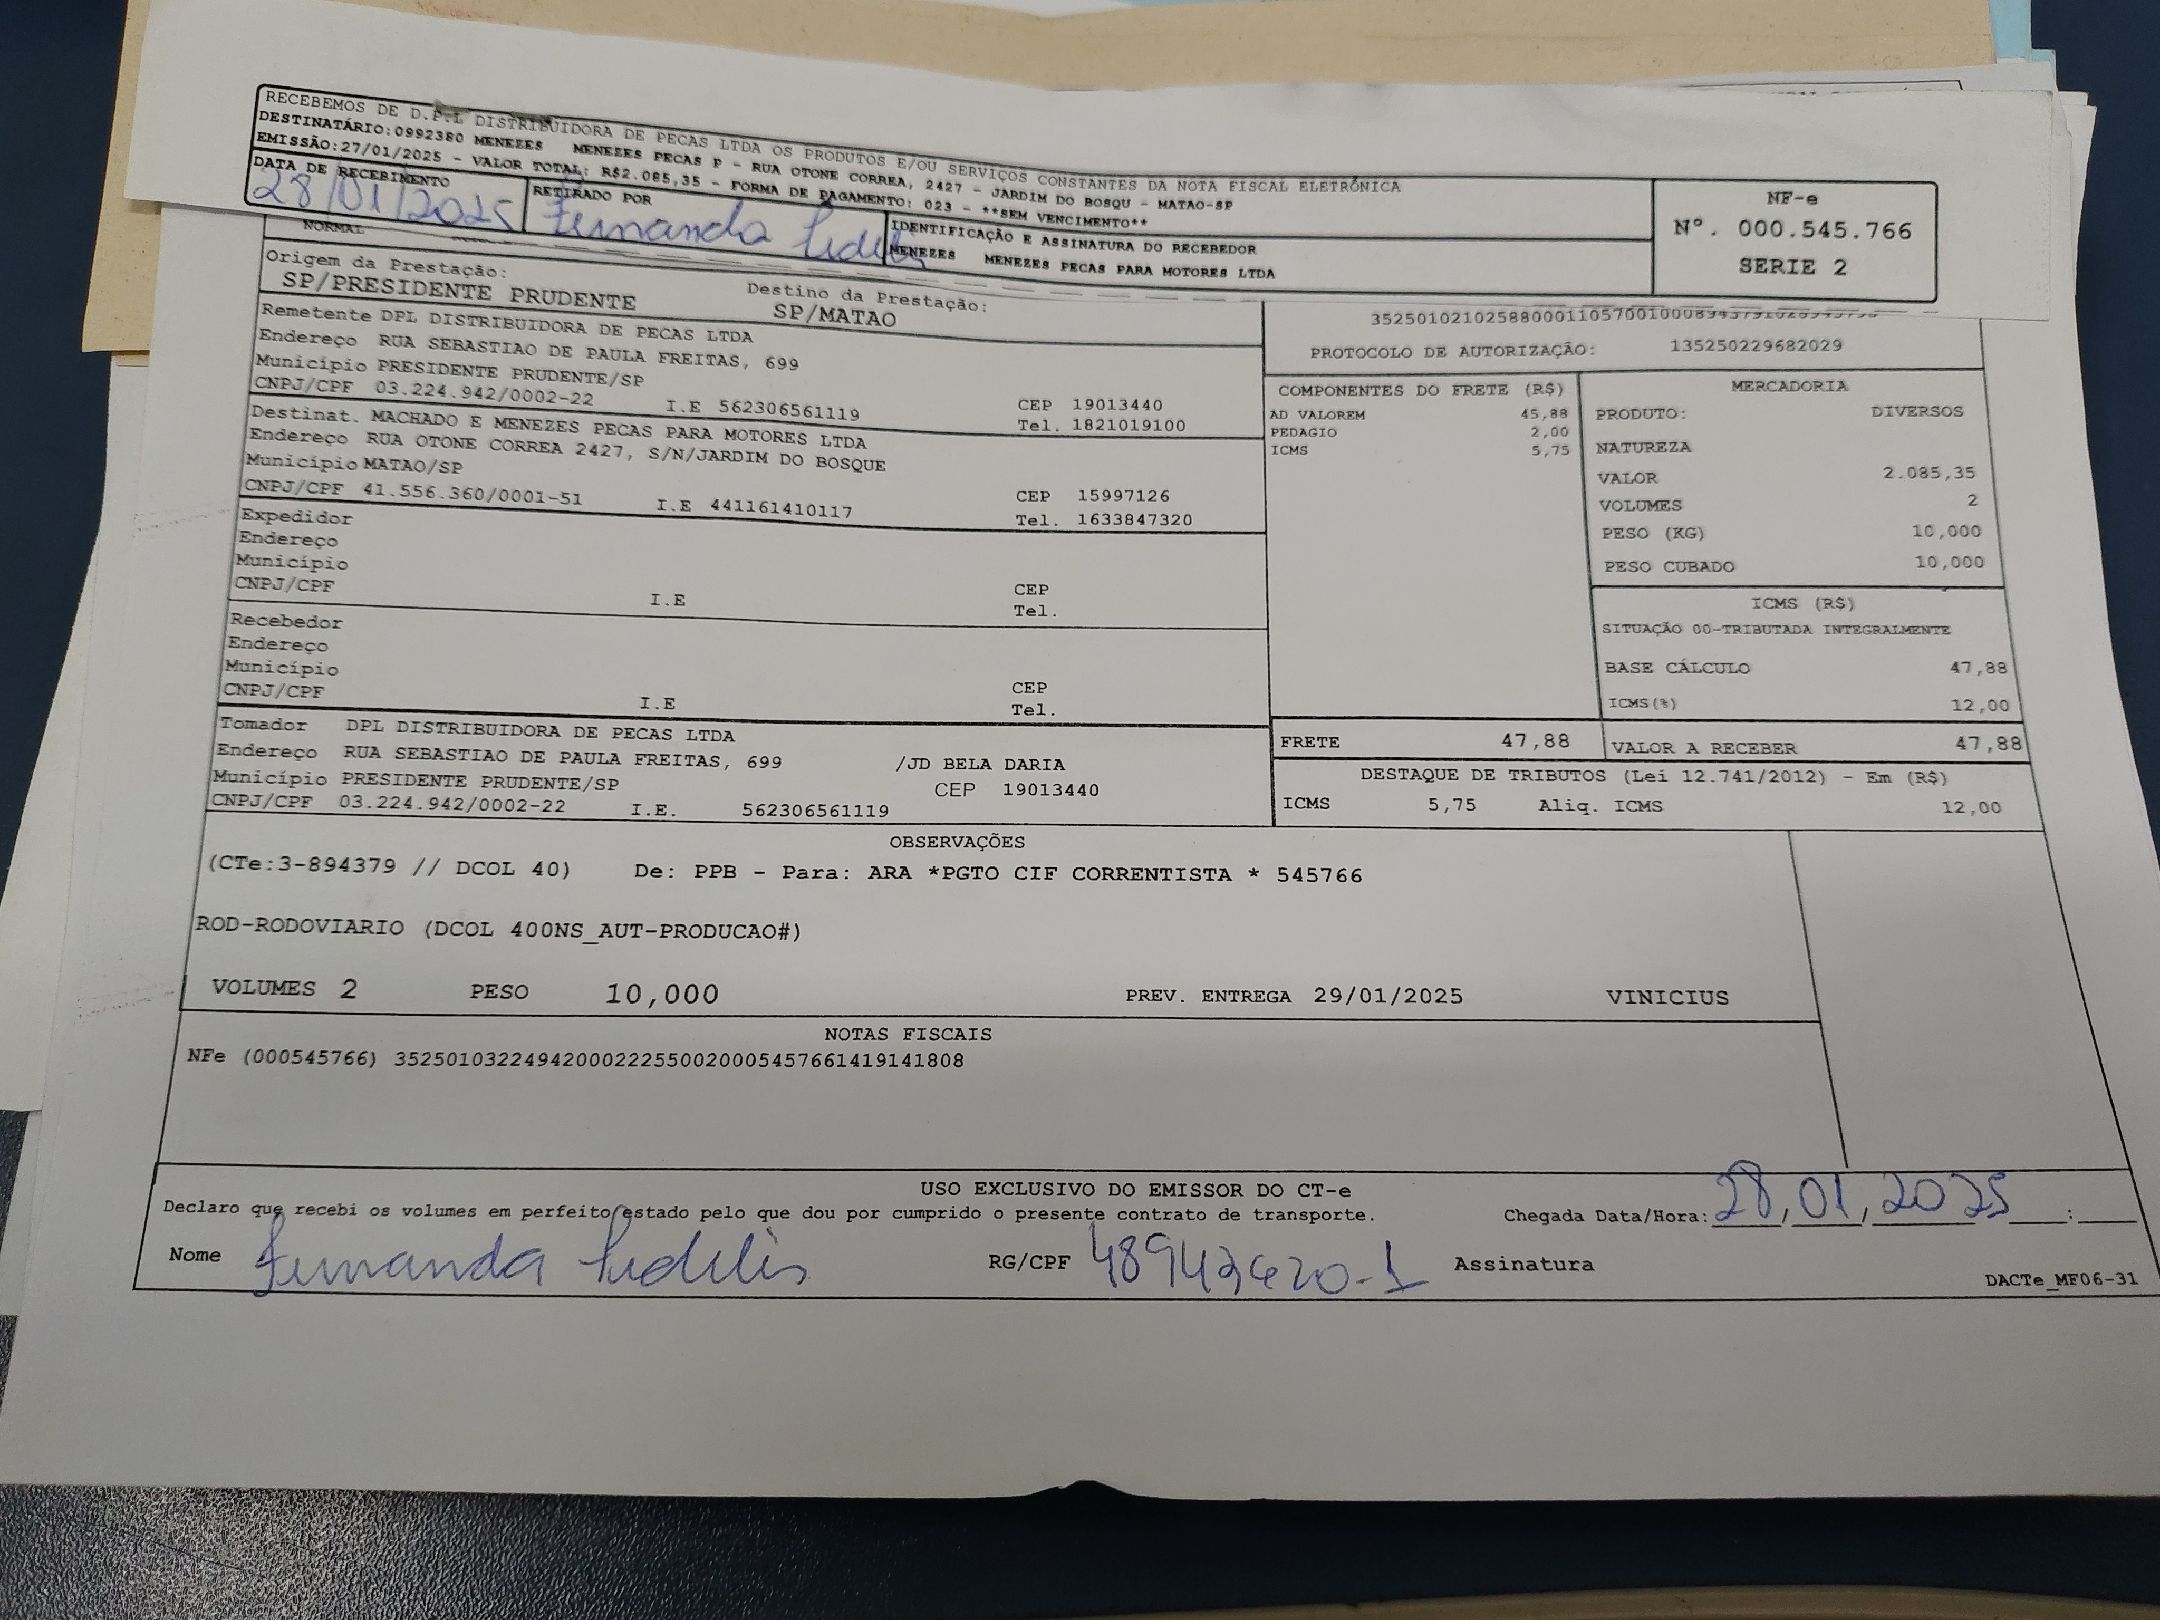 RECEBEMOS DE D.P.L DISTRIBUIDORA DE PECAS LTDA OS PRODUTOS E/OU SERVIÇOS CONSTANTES DA NOTA FISCAL ELETRÔNICA
DESTINATÁRIO:0992380 MENEZES MENEZES PECAS P - RUA OTONE CORREA, 2427 - JARDIM DO BOSQU - MATAO-SP
EMISSÃO:27/01/2025 - VALOR TOTAL: R$2.085,35 - FORMA DE PAGAMENTO: 023 - **SEM VENCIMENTO**
DATA DE RECEBIMENTO
28/01/2025
RETIRADO POR
Fernanda Fidelis
IDENTIFICAÇÃO E ASSINATURA DO RECEBEDOR
MENEZES MENEZES PECAS PARA MOTORES LTDA
NF-e
Nº. 000.545.766
SERIE 2
NORMAL
Origem da Prestação:
SP/PRESIDENTE PRUDENTE
Destino da Prestação:
SP/MATAO
Remetente DPL DISTRIBUIDORA DE PECAS LTDA
Endereço RUA SEBASTIAO DE PAULA FREITAS, 699
Município PRESIDENTE PRUDENTE/SP
CNPJ/CPF 03.224.942/0002-22 I.E 562306561119
CEP 19013440
Tel. 1821019100
Destinat. MACHADO E MENEZES PECAS PARA MOTORES LTDA
Endereço RUA OTONE CORREA 2427, S/N/JARDIM DO BOSQUE
Município MATAO/SP
CNPJ/CPF 41.556.360/0001-51 I.E 441161410117
CEP 15997126
Tel. 1633847320
Expedidor
Endereço
Município
CNPJ/CPF I.E
CEP
Tel.
Recebedor
Endereço
Município
CNPJ/CPF I.E
CEP
Tel.
Tomador DPL DISTRIBUIDORA DE PECAS LTDA
Endereço RUA SEBASTIAO DE PAULA FREITAS, 699 /JD BELA DARIA
Município PRESIDENTE PRUDENTE/SP CEP 19013440
CNPJ/CPF 03.224.942/0002-22 I.E. 562306561119
PROTOCOLO DE AUTORIZAÇÃO: 135250229682029
COMPONENTES DO FRETE (R$)
AD VALOREM 45,88
PEDAGIO 2,00
ICMS 5,75
MERCADORIA
PRODUTO: DIVERSOS
NATUREZA
VALOR 2.085,35
VOLUMES 2
PESO (KG) 10,000
PESO CUBADO 10,000
ICMS (R$)
SITUAÇÃO 00-TRIBUTADA INTEGRALMENTE
BASE CÁLCULO 47,88
ICMS(%) 12,00
FRETE 47,88
VALOR A RECEBER 47,88
DESTAQUE DE TRIBUTOS (Lei 12.741/2012) - Em (R$)
ICMS 5,75 Aliq. ICMS 12,00
OBSERVAÇÕES
(CTe:3-894379 // DCOL 40) De: PPB - Para: ARA *PGTO CIF CORRENTISTA * 545766
ROD-RODOVIARIO (DCOL 400NS_AUT-PRODUCAO#)
VOLUMES 2 PESO 10,000 PREV. ENTREGA 29/01/2025 VINICIUS
NOTAS FISCAIS
NFe (000545766) 35250103224942000222550020005457661419141808
USO EXCLUSIVO DO EMISSOR DO CT-e
Declaro que recebi os volumes em perfeito estado pelo que dou por cumprido o presente contrato de transporte.
Chegada Data/Hora: 28,01,2025 :
Nome Fernanda Fidelis RG/CPF Assinatura
DACTe_MF06-31